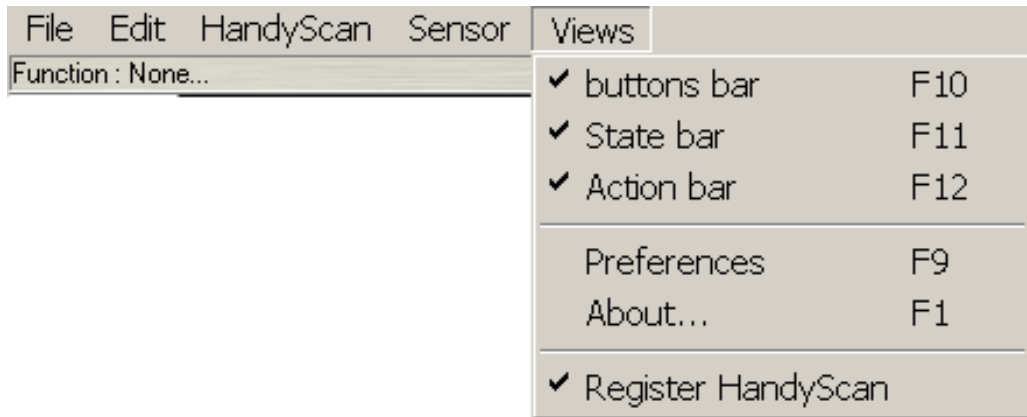 File Edit HandyScan Sensor Views
Function : None...
buttons bar F10
State bar F11
Action bar F12
Preferences F9
About... F1
Register HandyScan